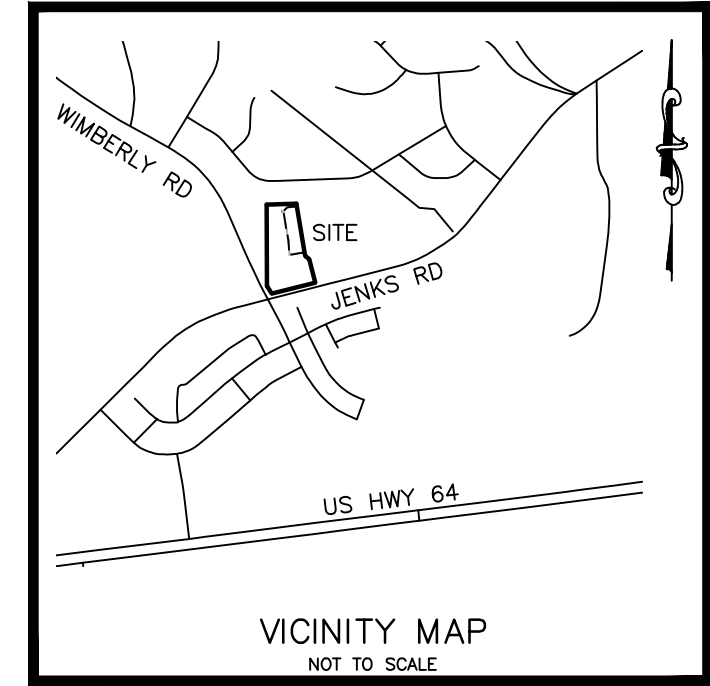 WIMBERLY RD
SITE
JENKS RD
US HWY 64
VICINITY MAP
NOT TO SCALE